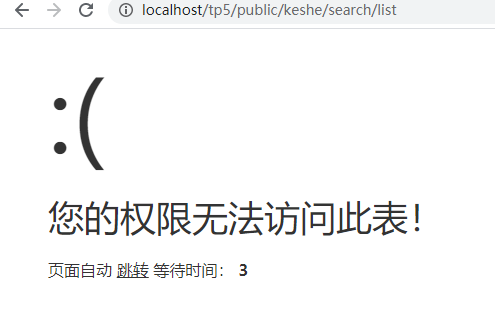 localhost/tp5/public/keshe/search/list
:(
您的权限无法访问此表！
页面自动 跳转 等待时间： 3